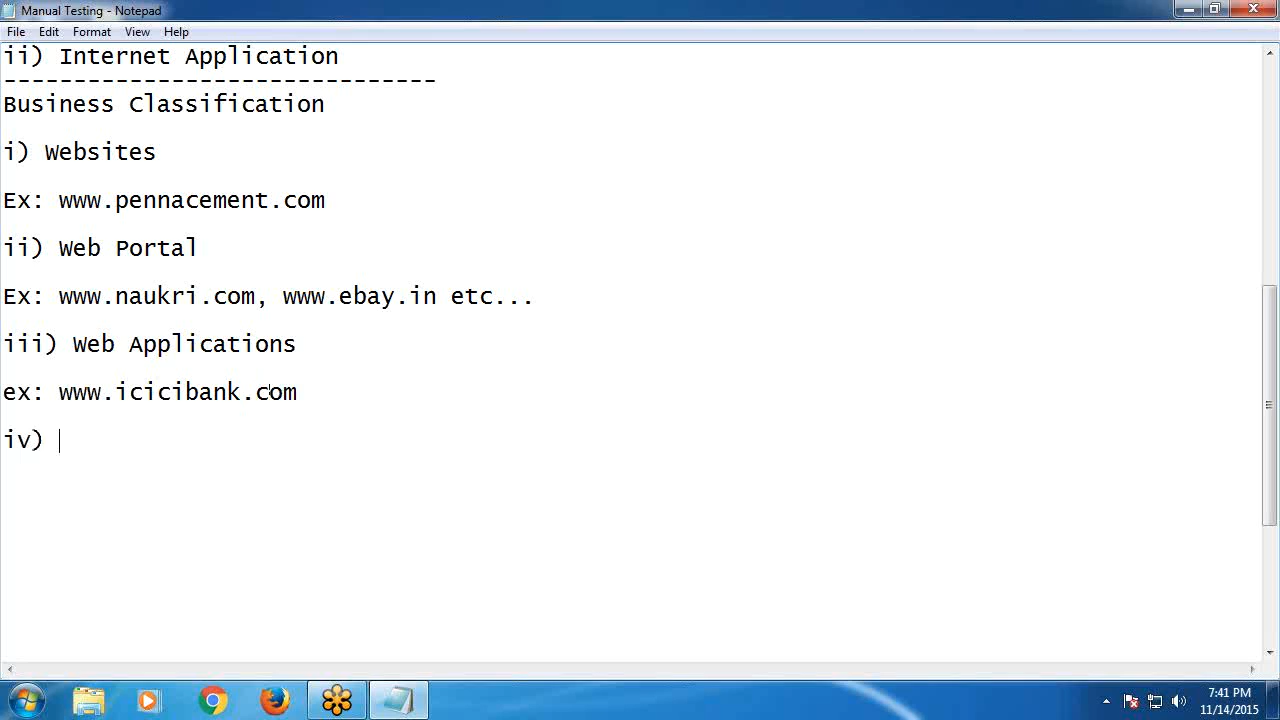 Manual Testing - Notepad
File Edit Format View Help
ii) Internet Application
-------------------------------
Business Classification
i) Websites
Ex: www.pennacement.com
ii) Web Portal
Ex: www.naukri.com, www.ebay.in etc...
iii) Web Applications
ex: www.icicibank.com
iv)
7:41 PM
11/14/2015